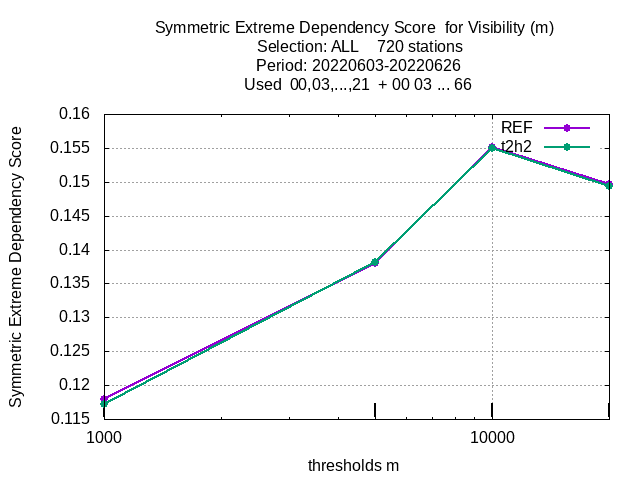 Symmetric Extreme Dependency Score  for Visibility (m)
Selection: ALL    720 stations
Period: 20220603-20220626
Used  00,03,...,21  + 00 03 ... 66
Symmetric Extreme Dependency Score
0.16
0.155
0.15
0.145
0.14
0.135
0.13
0.125
0.12
0.115
REF
t2h2
1000
10000
thresholds m